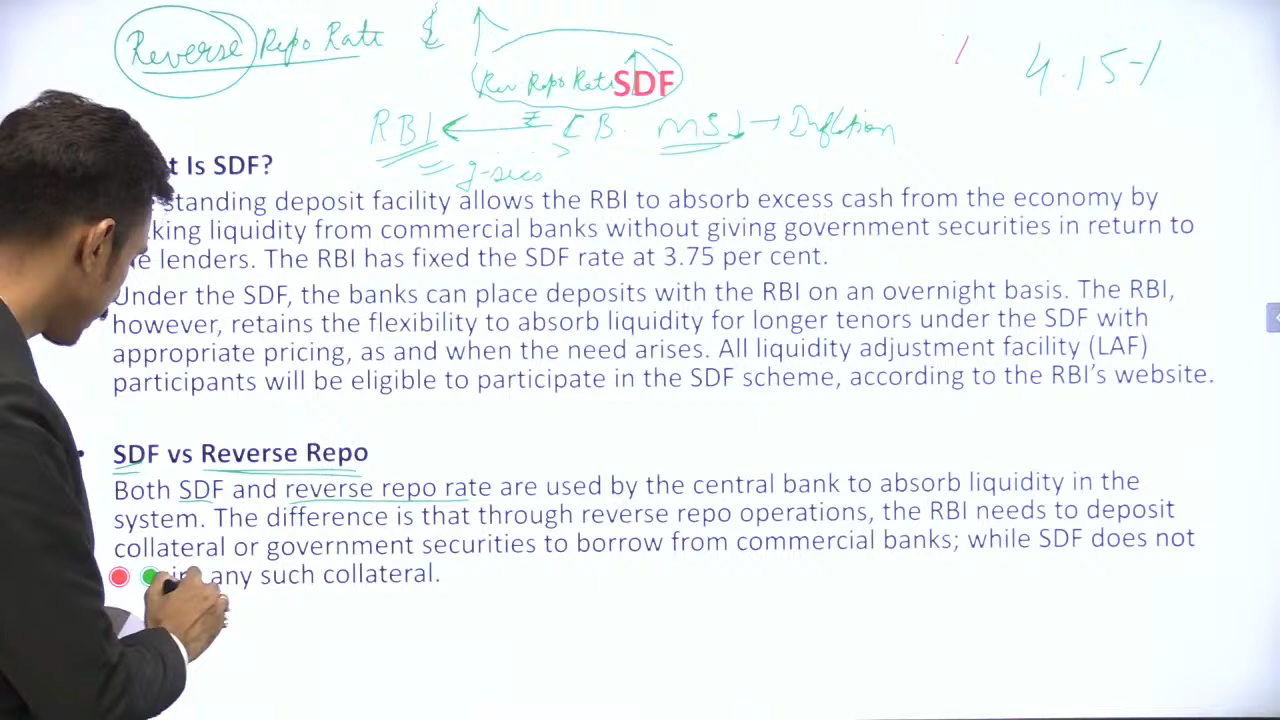 Reverse Repo Rate
4.15-/
Rev Repo Rate SDF
RBI ₹ CB. MS → Inflation
g-secs
t Is SDF?
standing deposit facility allows the RBI to absorb excess cash from the economy by
king liquidity from commercial banks without giving government securities in return to
e lenders. The RBI has fixed the SDF rate at 3.75 per cent.
Under the SDF, the banks can place deposits with the RBI on an overnight basis. The RBI,
however, retains the flexibility to absorb liquidity for longer tenors under the SDF with
appropriate pricing, as and when the need arises. All liquidity adjustment facility (LAF)
participants will be eligible to participate in the SDF scheme, according to the RBI's website.
• SDF vs Reverse Repo
Both SDF and reverse repo rate are used by the central bank to absorb liquidity in the
system. The difference is that through reverse repo operations, the RBI needs to deposit
collateral or government securities to borrow from commercial banks; while SDF does not
any such collateral.